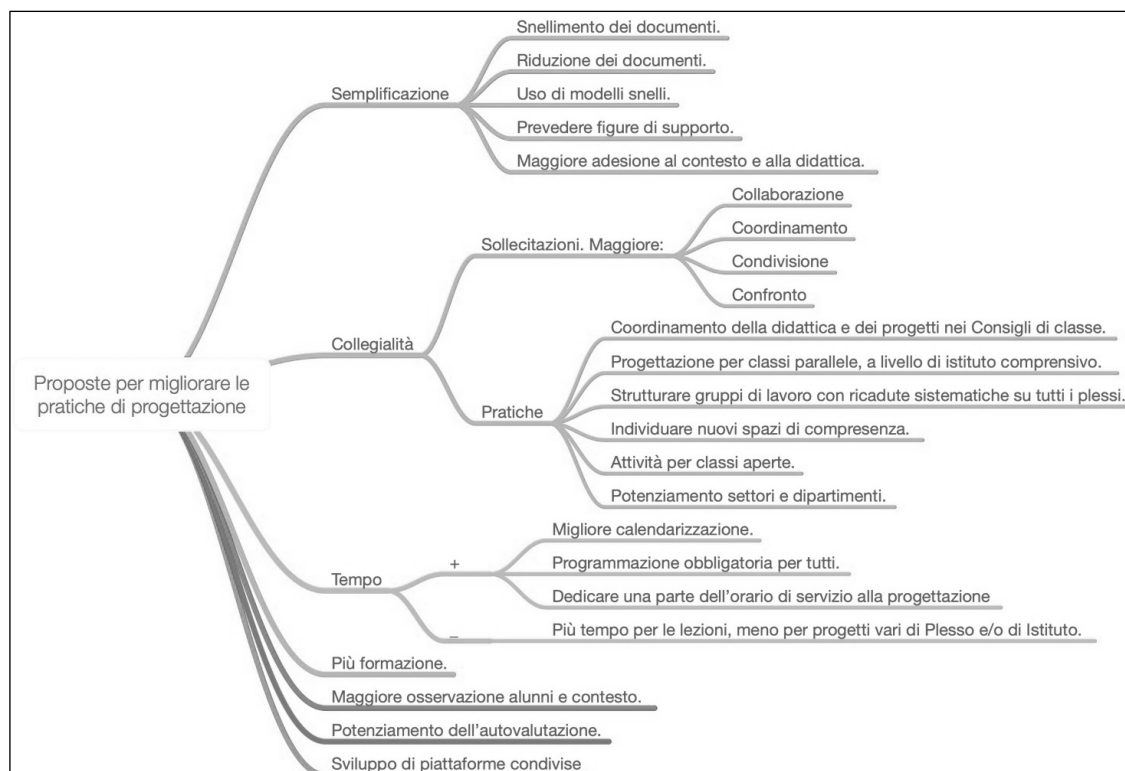 Proposte per migliorare le
pratiche di progettazione
Semplificazione
Snellimento dei documenti.
Riduzione dei documenti.
Uso di modelli snelli.
Prevedere figure di supporto.
Maggiore adesione al contesto e alla didattica.
Collegialità
Sollecitazioni. Maggiore:
Collaborazione
Coordinamento
Condivisione
Confronto
Pratiche
Coordinamento della didattica e dei progetti nei Consigli di classe.
Progettazione per classi parallele, a livello di istituto comprensivo.
Strutturare gruppi di lavoro con ricadute sistematiche su tutti i plessi.
Individuare nuovi spazi di compresenza.
Attività per classi aperte.
Potenziamento settori e dipartimenti.
Tempo
+
Migliore calendarizzazione.
Programmazione obbligatoria per tutti.
Dedicare una parte dell'orario di servizio alla progettazione
–
Più tempo per le lezioni, meno per progetti vari di Plesso e/o di Istituto.
Più formazione.
Maggiore osservazione alunni e contesto.
Potenziamento dell'autovalutazione.
Sviluppo di piattaforme condivise